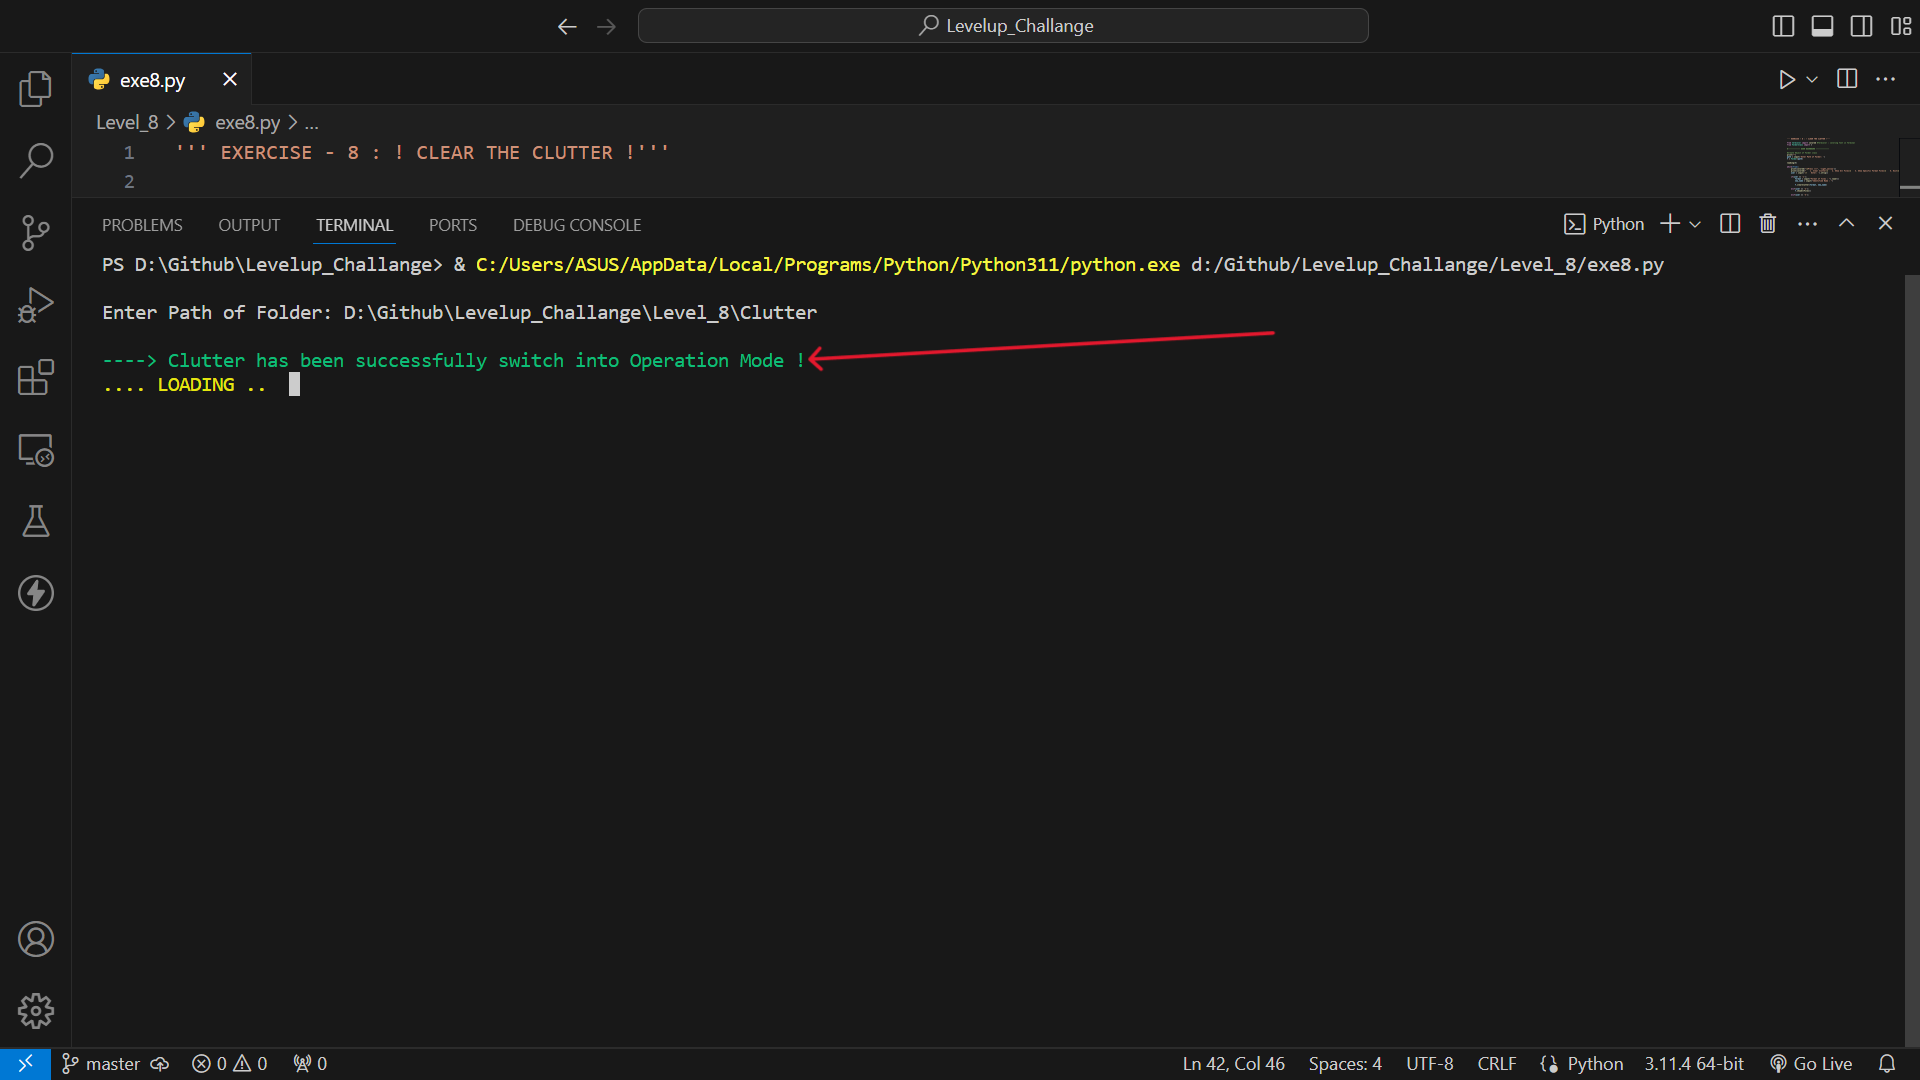 Levelup_Challange
exe8.py
Level_8 > exe8.py > ...
1 ''' EXERCISE - 8 : ! CLEAR THE CLUTTER !'''
2
PROBLEMS OUTPUT TERMINAL PORTS DEBUG CONSOLE Python
PS D:\Github\Levelup_Challange> & C:/Users/ASUS/AppData/Local/Programs/Python/Python311/python.exe d:/Github/Levelup_Challange/Level_8/exe8.py
Enter Path of Folder: D:\Github\Levelup_Challange\Level_8\Clutter
----> Clutter has been successfully switch into Operation Mode !
.... LOADING ..
master 0 0 0 Ln 42, Col 46 Spaces: 4 UTF-8 CRLF Python 3.11.4 64-bit Go Live